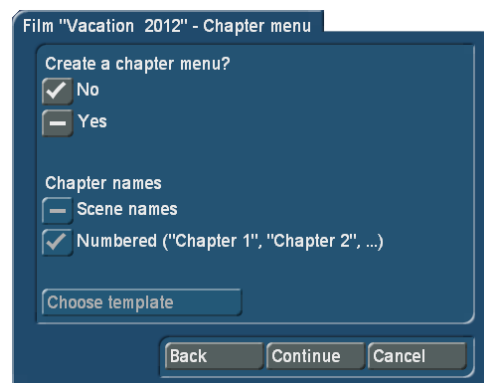 Film "Vacation 2012" - Chapter menu
Create a chapter menu?
No
Yes
Chapter names
Scene names
Numbered ("Chapter 1", "Chapter 2", ...)
Choose template
Back Continue Cancel